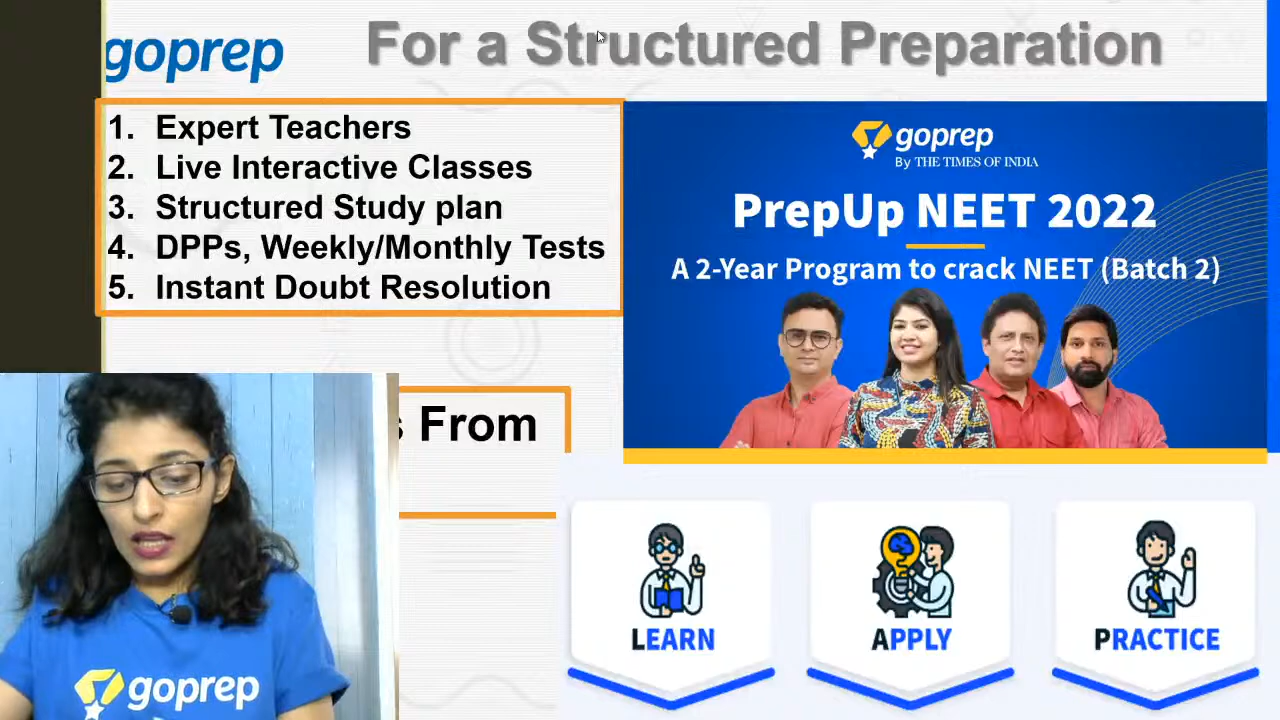 goprep
For a Structured Preparation
1. Expert Teachers
2. Live Interactive Classes
3. Structured Study plan
4. DPPs, Weekly/Monthly Tests
5. Instant Doubt Resolution
goprep
By THE TIMES OF INDIA
PrepUp NEET 2022
A 2-Year Program to crack NEET (Batch 2)
From
LEARN
APPLY
PRACTICE
goprep